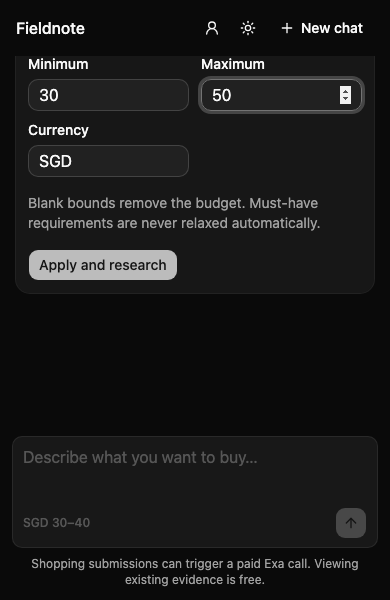 Fieldnote
New chat
Minimum
Maximum
30
50
Currency
SGD
Blank bounds remove the budget. Must-have
requirements are never relaxed automatically.
Apply and research
Describe what you want to buy...
SGD 30–40
Shopping submissions can trigger a paid Exa call. Viewing
existing evidence is free.